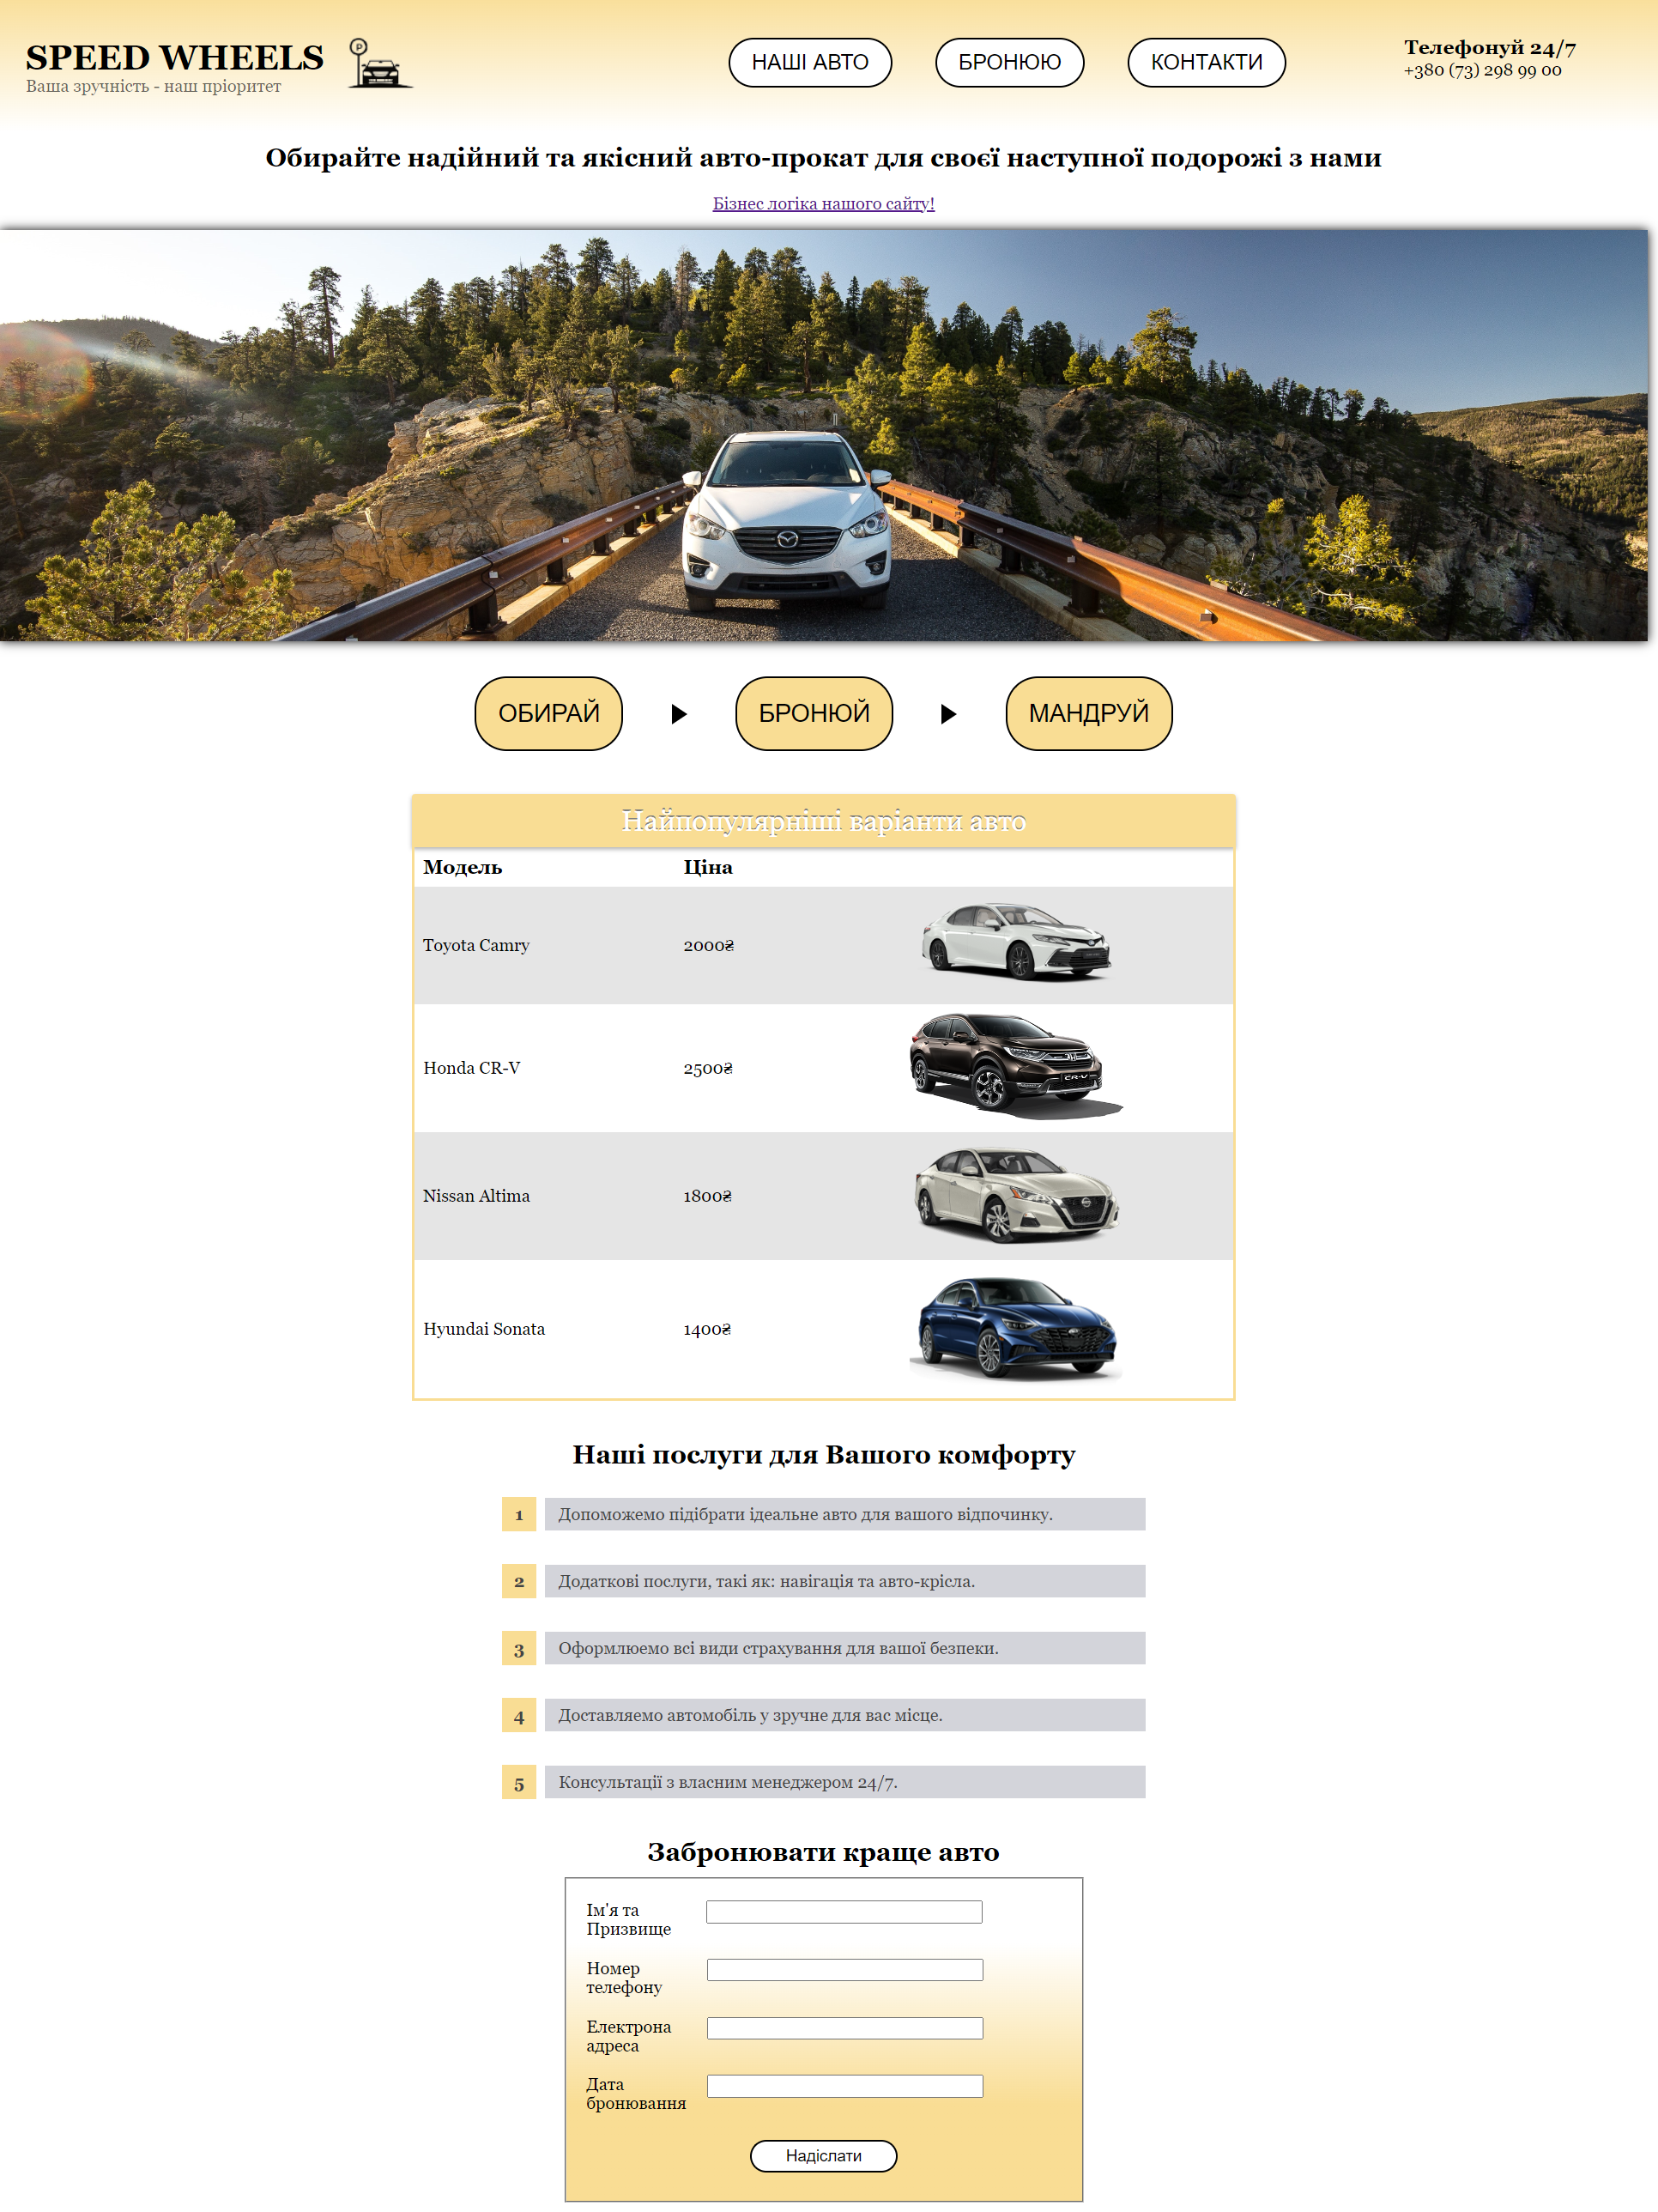 SPEED WHEELS
Ваша зручність - наш пріоритет
P
НАШІ АВТО
БРОНЮЮ
КОНТАКТИ
Телефонуй 24/7
+380 (73) 298 99 00
Обирайте надійний та якісний авто-прокат для своєї наступної подорожі з нами
Бізнес логіка нашого сайту!
ОБИРАЙ
БРОНЮЙ
МАНДРУЙ
Найпопулярніші варіанти авто
Модель Ціна
Toyota Camry 2000₴
Honda CR-V 2500₴
CR-V
Nissan Altima 1800₴
Hyundai Sonata 1400₴
Наші послуги для Вашого комфорту
1 Допоможемо підібрати ідеальне авто для вашого відпочинку.
2 Додаткові послуги, такі як: навігація та авто-крісла.
3 Оформлюемо всі види страхування для вашої безпеки.
4 Доставляемо автомобіль у зручне для вас місце.
5 Консультації з власним менеджером 24/7.
Забронювати краще авто
Ім'я та
Призвище
Номер
телефону
Електрона
адреса
Дата
бронювання
Надіслати